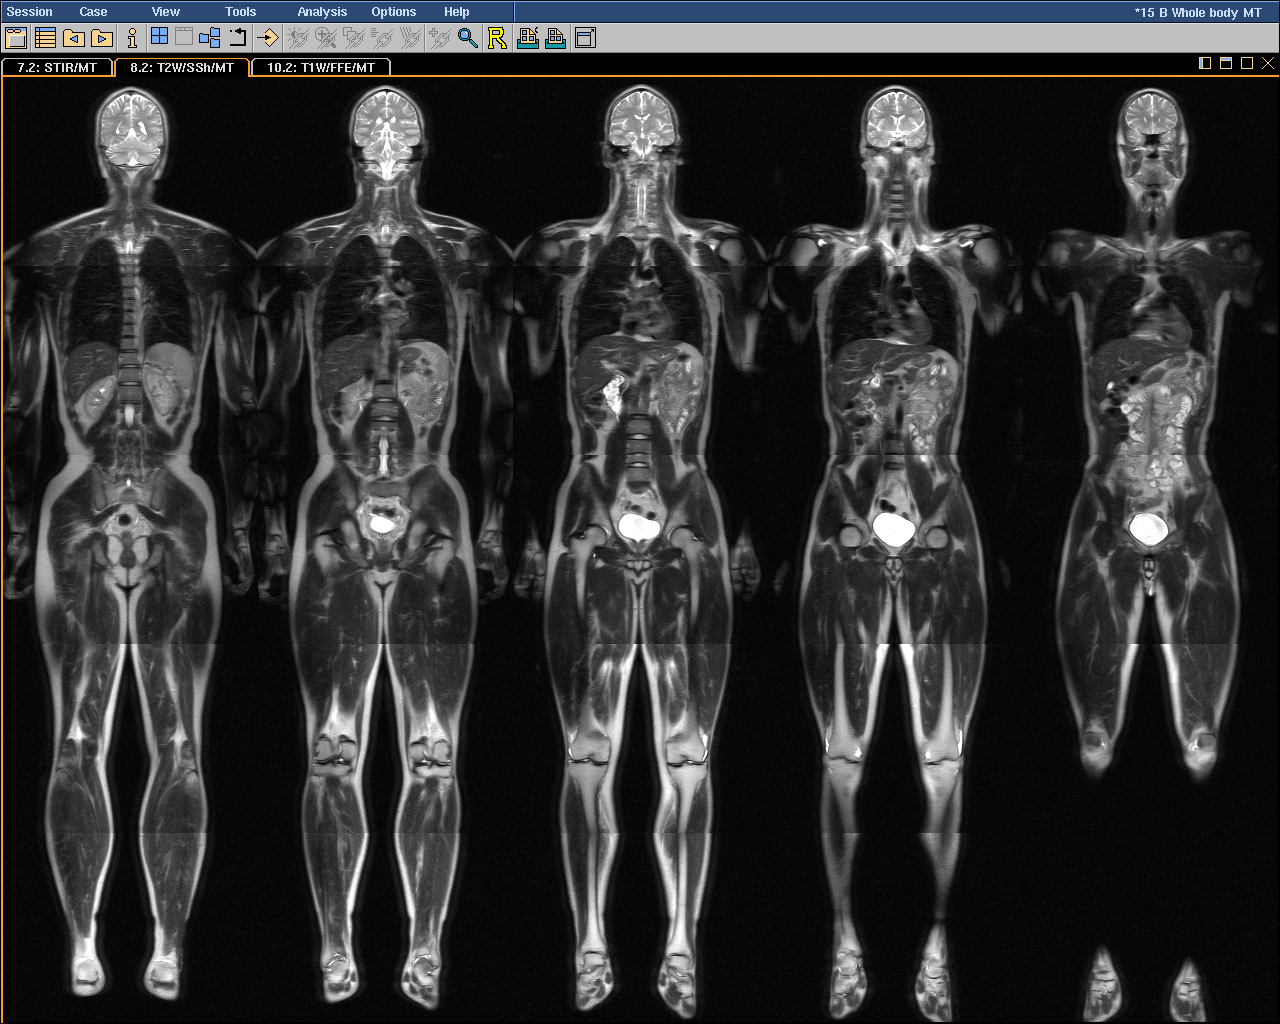 Session Case View Tools Analysis Options Help *15 B Whole body MT
R
7.2: STIR/MT 8.2: T2W/SSh/MT 10.2: T1W/FFE/MT